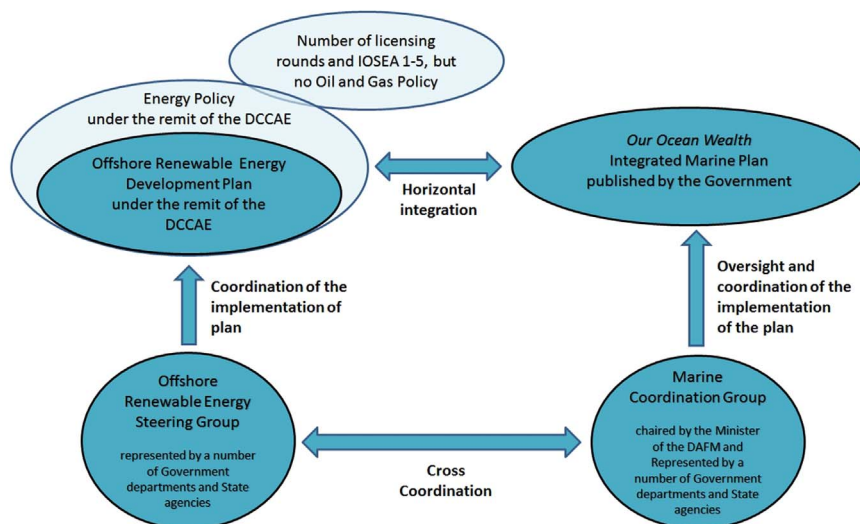 Number of licensing
rounds and IOSEA 1-5, but
no Oil and Gas Policy
Energy Policy
under the remit of the DCCAE
Offshore Renewable Energy
Development Plan
under the remit of the
DCCAE
Horizontal
integration
Our Ocean Wealth
Integrated Marine Plan
published by the Government
Coordination of the
implementation of
plan
Oversight and
coordination of the
implementation
of the plan
Offshore
Renewable Energy
Steering Group
represented by a number
of Government
departments and State
agencies
Cross
Coordination
Marine
Coordination Group
chaired by the Minister
of the DAFM and
Represented by a
number of Government
departments and State
agencies